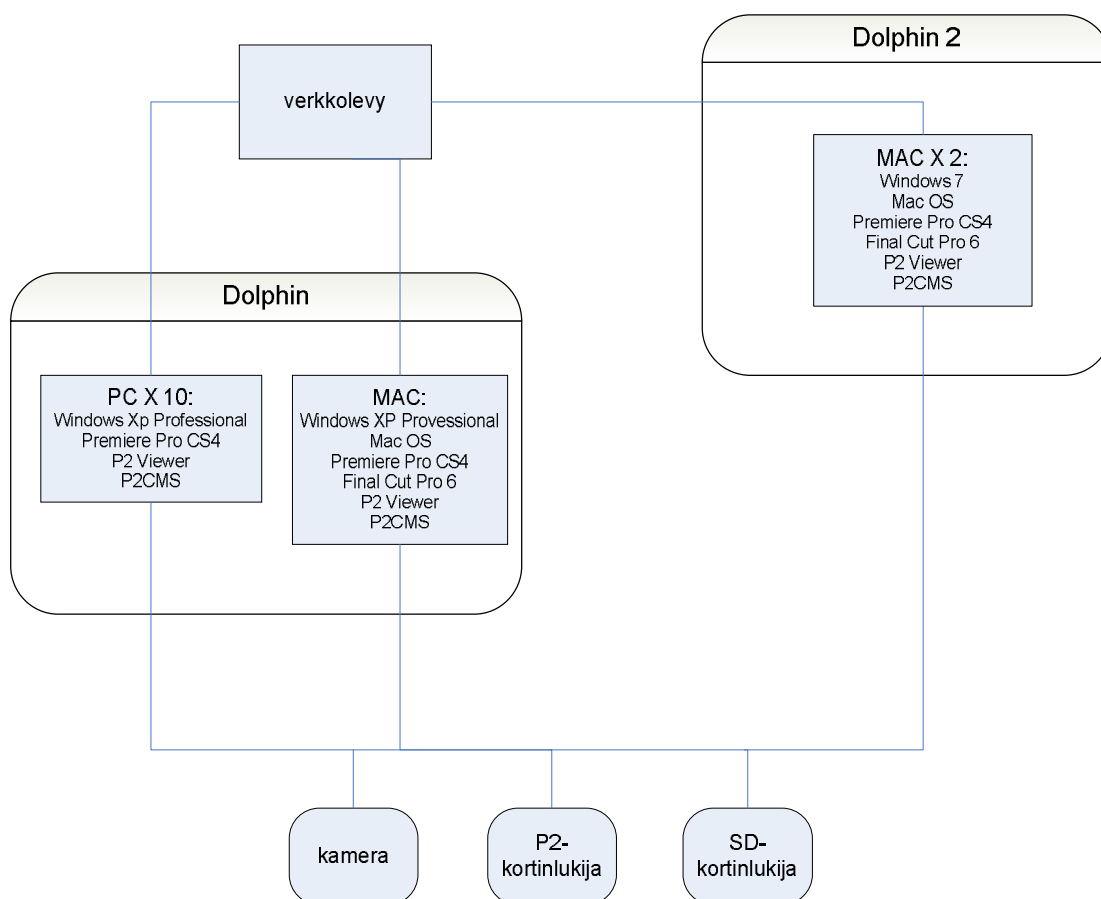 Dolphin 2
verkkolevy
MAC X 2:
Windows 7
Mac OS
Premiere Pro CS4
Final Cut Pro 6
P2 Viewer
P2CMS
Dolphin
PC X 10:
Windows Xp Professional
Premiere Pro CS4
P2 Viewer
P2CMS
MAC:
Windows XP Provessional
Mac OS
Premiere Pro CS4
Final Cut Pro 6
P2 Viewer
P2CMS
kamera
P2-
kortinlukija
SD-
kortinlukija